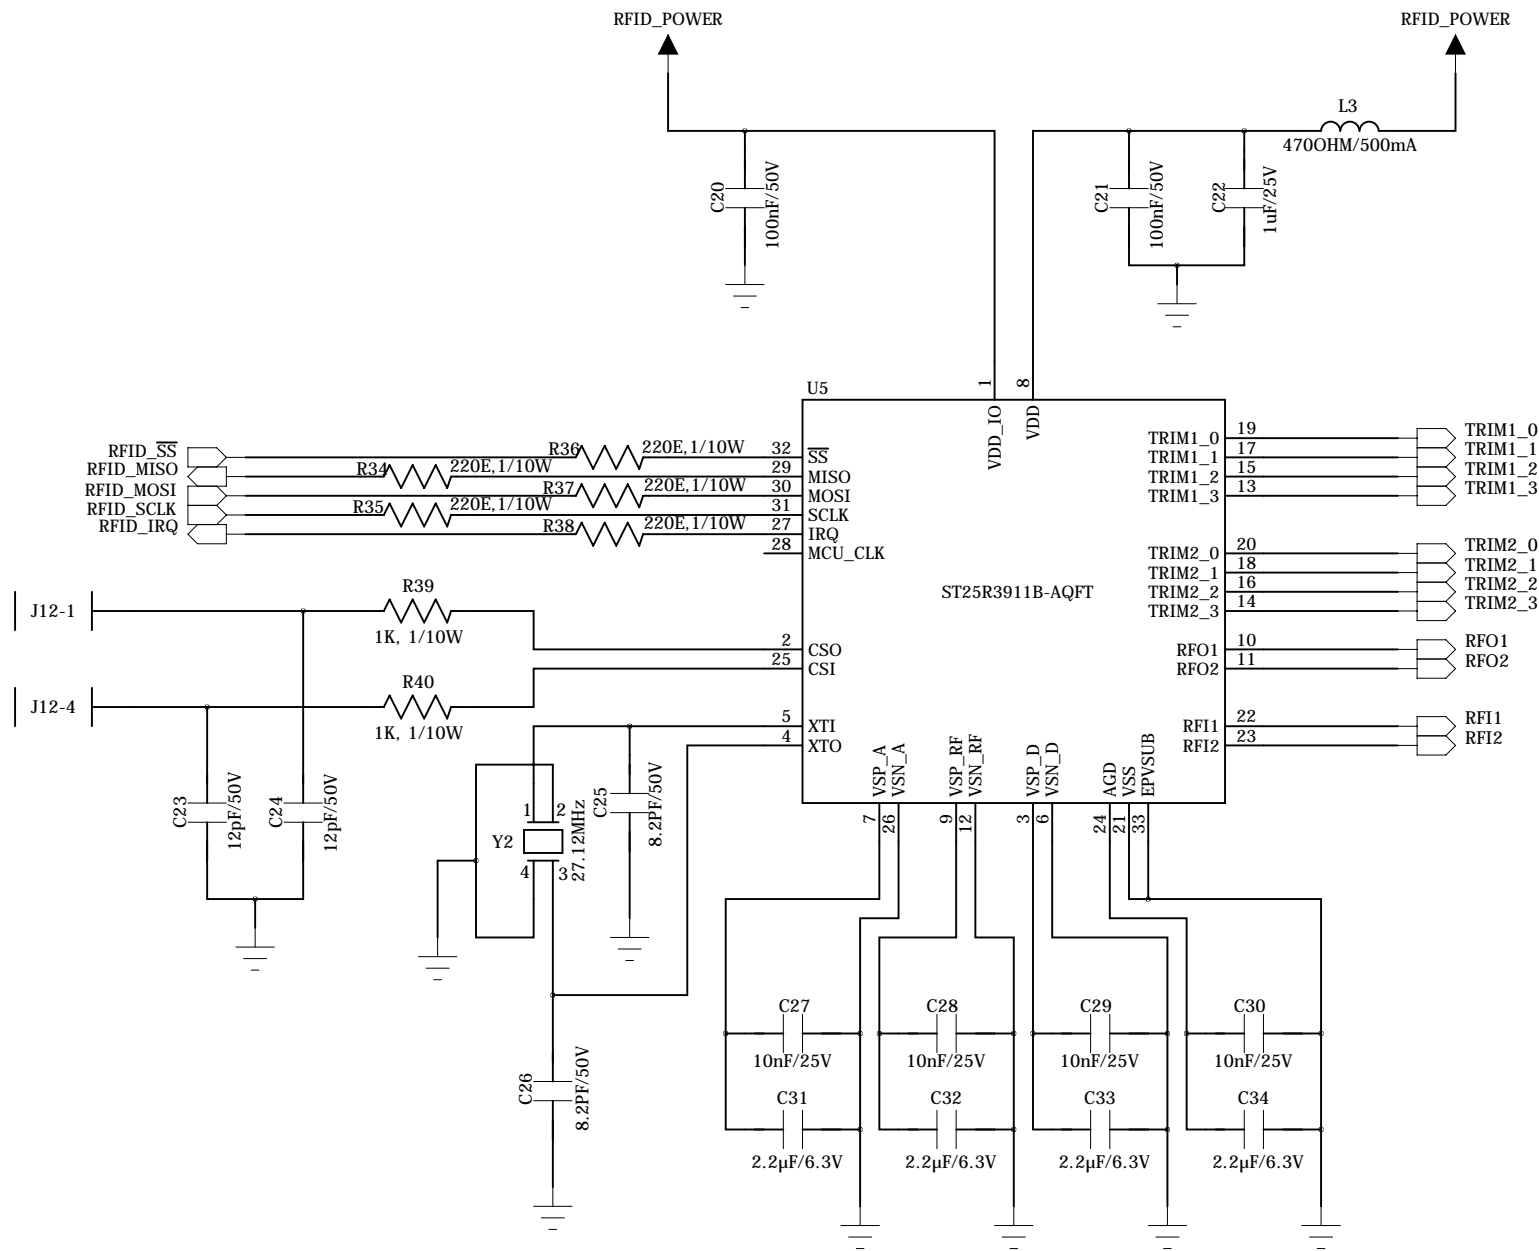 RFID_POWER
RFID_POWER
L3
470OHM/500mA
C20
100nF/50V
C21
100nF/50V
C22
1uF/25V
U5
1
8
VDD_IO
VDD
RFID_SS
R36
220E,1/10W
32
SS
RFID_MISO
R34
220E,1/10W
29
MISO
RFID_MOSI
R37
220E,1/10W
30
MOSI
RFID_SCLK
R35
220E,1/10W
31
SCLK
RFID_IRQ
R38
220E,1/10W
27
IRQ
28
MCU_CLK
TRIM1_0
19
TRIM1_0
TRIM1_1
17
TRIM1_1
TRIM1_2
15
TRIM1_2
TRIM1_3
13
TRIM1_3
TRIM2_0
20
TRIM2_0
TRIM2_1
18
TRIM2_1
TRIM2_2
16
TRIM2_2
TRIM2_3
14
TRIM2_3
ST25R3911B-AQFT
J12-1
R39
1K, 1/10W
2
CSO
25
CSI
RFO1
10
RFO1
RFO2
11
RFO2
J12-4
R40
1K, 1/10W
5
XTI
4
XTO
RFI1
22
RFI1
RFI2
23
RFI2
VSP_A
VSN_A
VSP_RF
VSN_RF
VSP_D
VSN_D
AGD
VSS
EPVSUB
7
26
9
12
3
6
24
21
33
C23
12pF/50V
C24
12pF/50V
1
2
Y2
4
3
27.12MHz
C25
8.2PF/50V
C26
8.2PF/50V
C27
10nF/25V
C28
10nF/25V
C29
10nF/25V
C30
10nF/25V
C31
2.2µF/6.3V
C32
2.2µF/6.3V
C33
2.2µF/6.3V
C34
2.2µF/6.3V